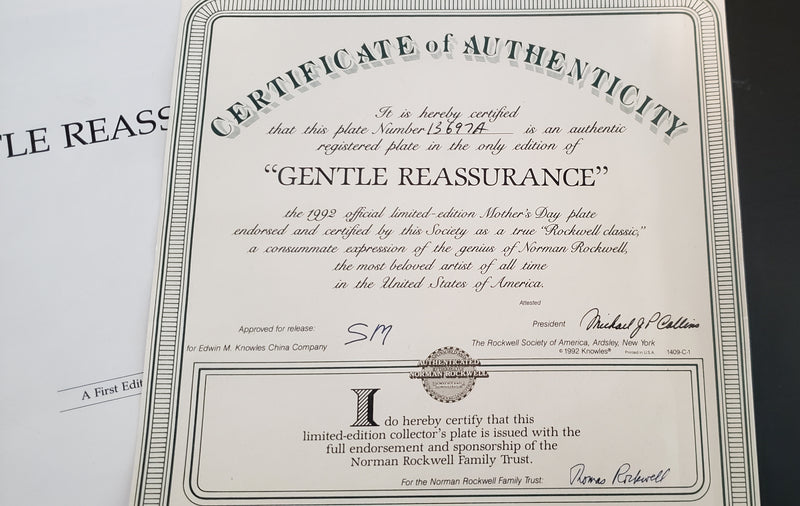 TLE REASS
A First Edit
CERTIFICATE of AUTHENTICITY
It is hereby certified
that this plate Number 13697A is an authentic
registered plate in the only edition of
"GENTLE REASSURANCE"
the 1992 official limited-edition Mother's Day plate
endorsed and certified by this Society as a true "Rockwell classic,"
a consummate expression of the genius of Norman Rockwell,
the most beloved artist of all time
in the United States of America.
Attested
Approved for release: SM
President Michael J P Collins
for Edwin M. Knowles China Company
The Rockwell Society of America, Ardsley, New York
©1992 Knowles® Printed in U.S.A. 1409-C-1
AUTHENTICATED
NORMAN ROCKWELL
I do hereby certify that this
limited-edition collector's plate is issued with the
full endorsement and sponsorship of the
Norman Rockwell Family Trust.
For the Norman Rockwell Family Trust: Thomas Rockwell